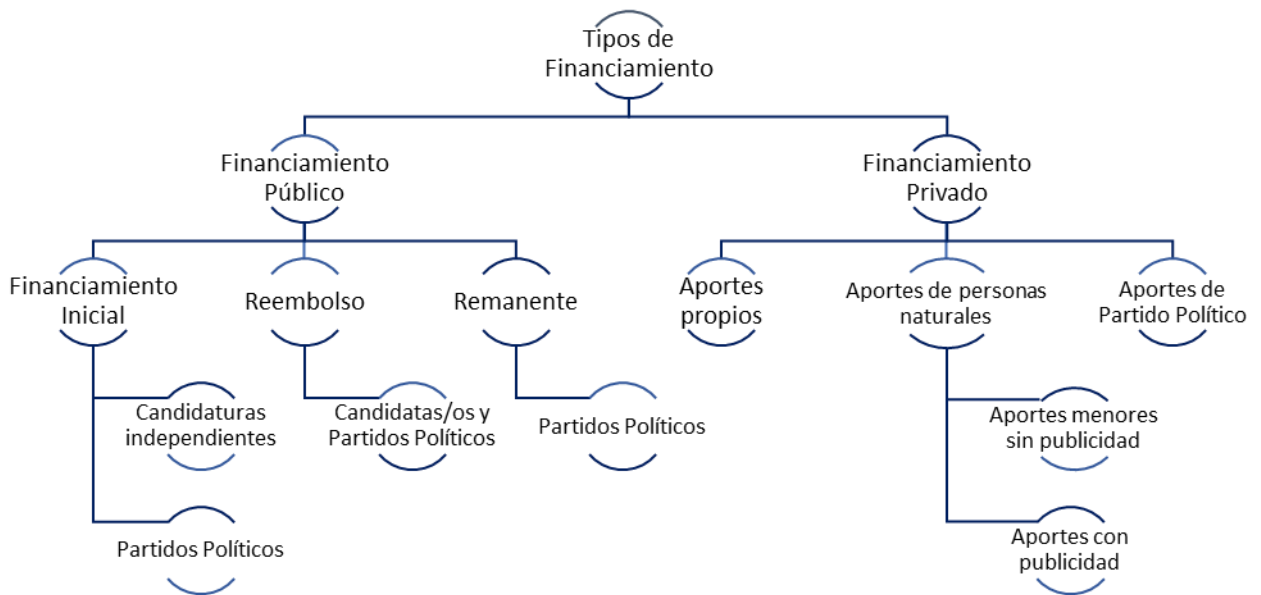 Tipos de
Financiamiento
Financiamiento
Público
Financiamiento
Privado
Financiamiento
Inicial
Reembolso
Remanente
Aportes
propios
Aportes de personas
naturales
Aportes de
Partido Político
Candidaturas
independientes
Candidatas/os y
Partidos Políticos
Partidos Políticos
Aportes menores
sin publicidad
Partidos Políticos
Aportes con
publicidad